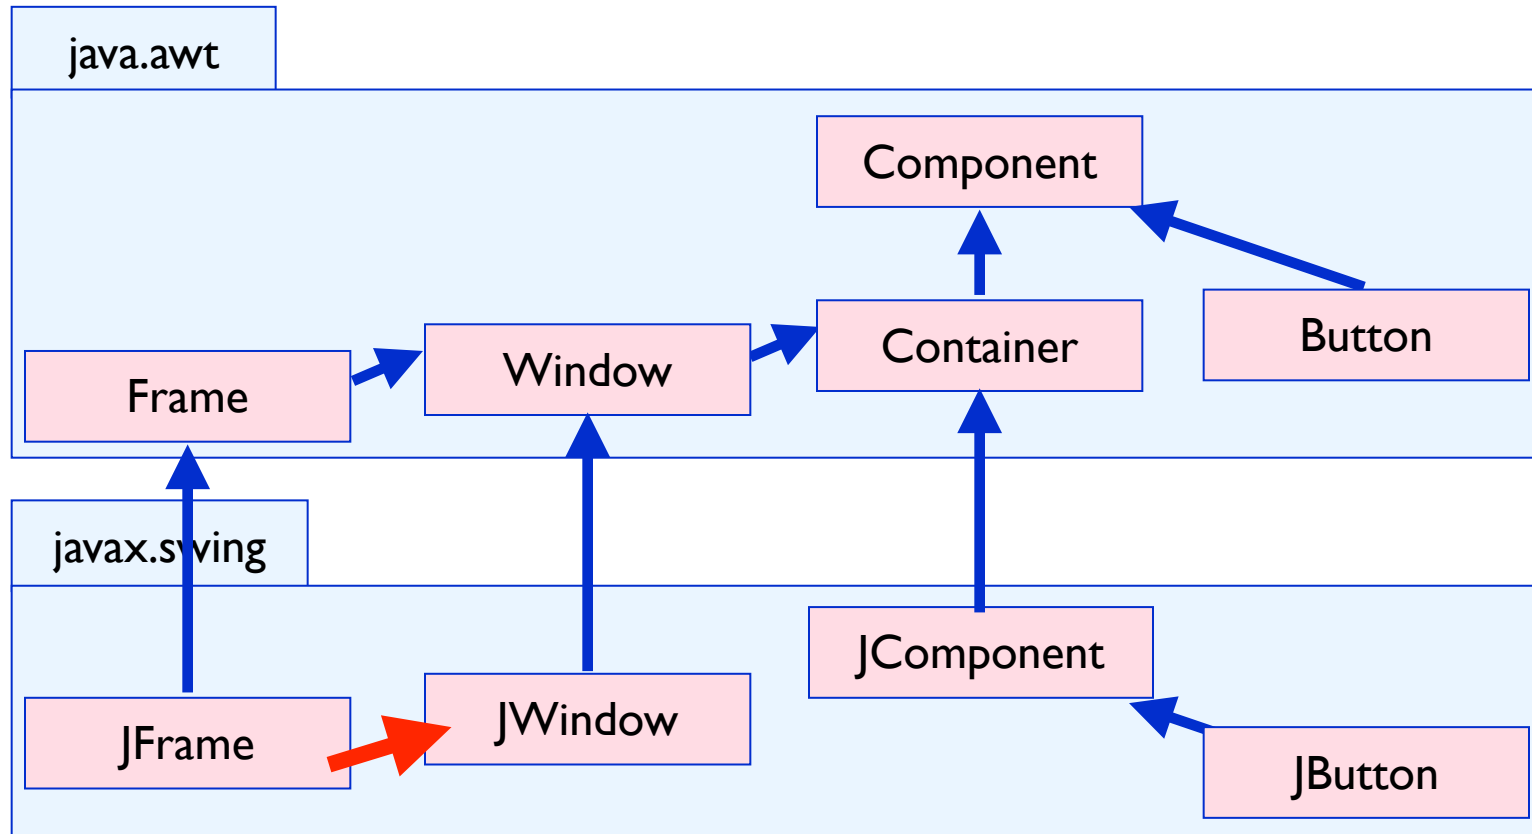 java.awt
Component
Button
Container
Window
Frame
javax.swing
JComponent
JWindow
JFrame
JButton